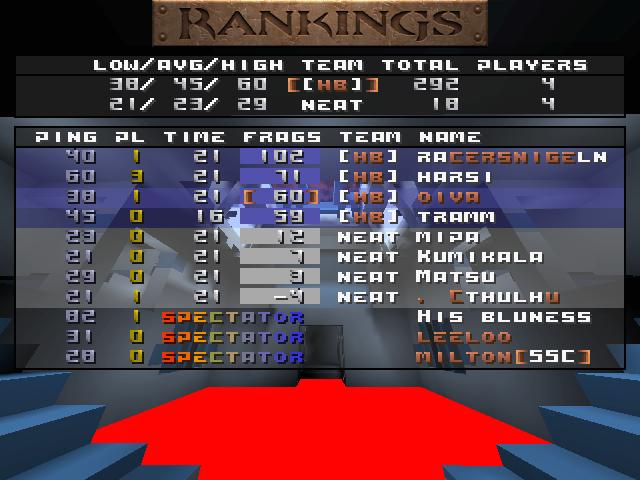 RANKINGS
LOW/AVG/HIGH TEAM TOTAL PLAYERS
38/ 45/ 60 [[HB]] 292 4
21/ 23/ 29 NEAT 18 4
PING PL TIME FRAGS TEAM NAME
40 1 21 102 [HB] RACERSNIGELN
60 3 21 71 [HB] HARSI
38 1 21 [ 60] [HB] DIVA
45 0 16 59 [HB] TRAMM
23 0 21 12 NEAT MIPA
21 0 21 7 NEAT KUMIKALA
29 0 21 3 NEAT MATSU
21 1 21 -4 NEAT . CTHULHU
82 1 SPECTATOR HIS BLUNESS
31 0 SPECTATOR LEELOO
28 0 SPECTATOR MILTON[SSC]